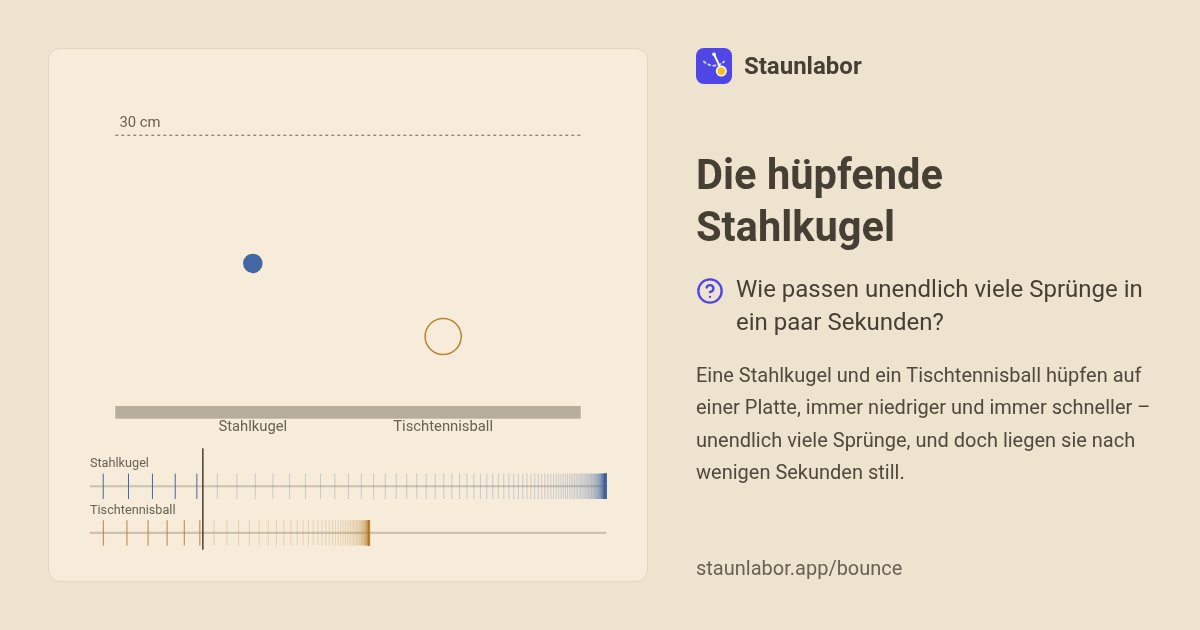 30 cm
Stahlkugel
Tischtennisball
Stahlkugel
Tischtennisball
Staunlabor
Die hüpfende
Stahlkugel
Wie passen unendlich viele Sprünge in
ein paar Sekunden?
Eine Stahlkugel und ein Tischtennisball hüpfen auf
einer Platte, immer niedriger und immer schneller –
unendlich viele Sprünge, und doch liegen sie nach
wenigen Sekunden still.
staunlabor.app/bounce